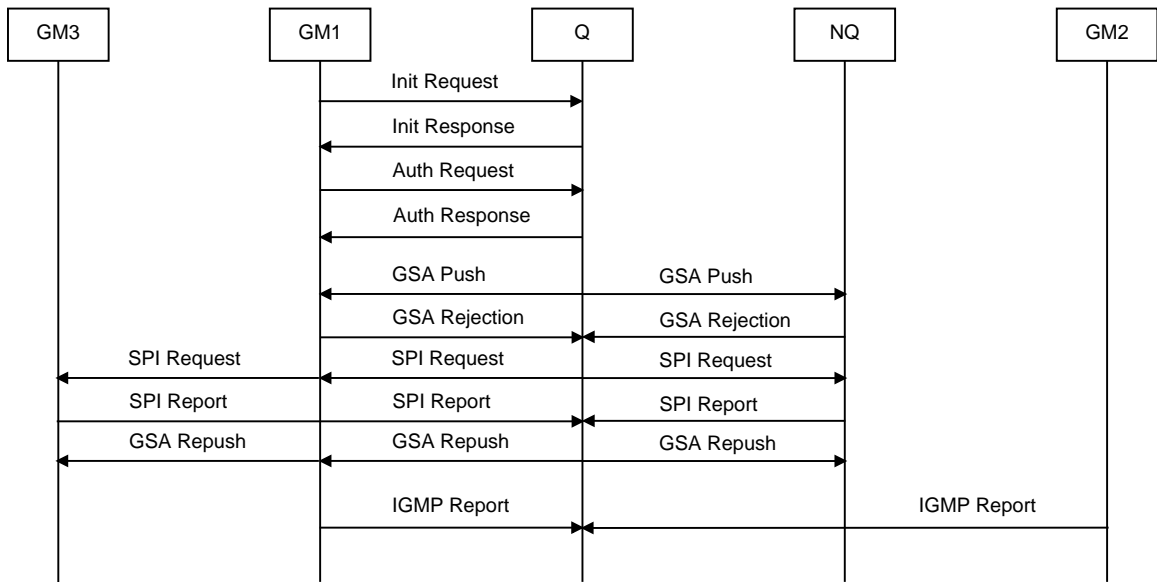 GM3 GM1 Q NQ GM2
Init Request
Init Response
Auth Request
Auth Response
GSA Push GSA Push
GSA Rejection GSA Rejection
SPI Request SPI Request SPI Request
SPI Report SPI Report SPI Report
GSA Repush GSA Repush GSA Repush
IGMP Report IGMP Report